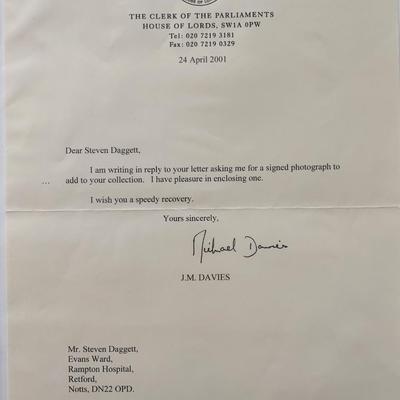 THE CLERK OF THE PARLIAMENTS
HOUSE OF LORDS, SW1A 0PW
Tel: 020 7219 3181
Fax: 020 7219 0329
24 April 2001
Dear Steven Daggett,
I am writing in reply to your letter asking me for a signed photograph to
... add to your collection. I have pleasure in enclosing one.
I wish you a speedy recovery.
Yours sincerely,
Michael Davies
J.M. DAVIES
Mr. Steven Daggett,
Evans Ward,
Rampton Hospital,
Retford,
Notts, DN22 OPD.